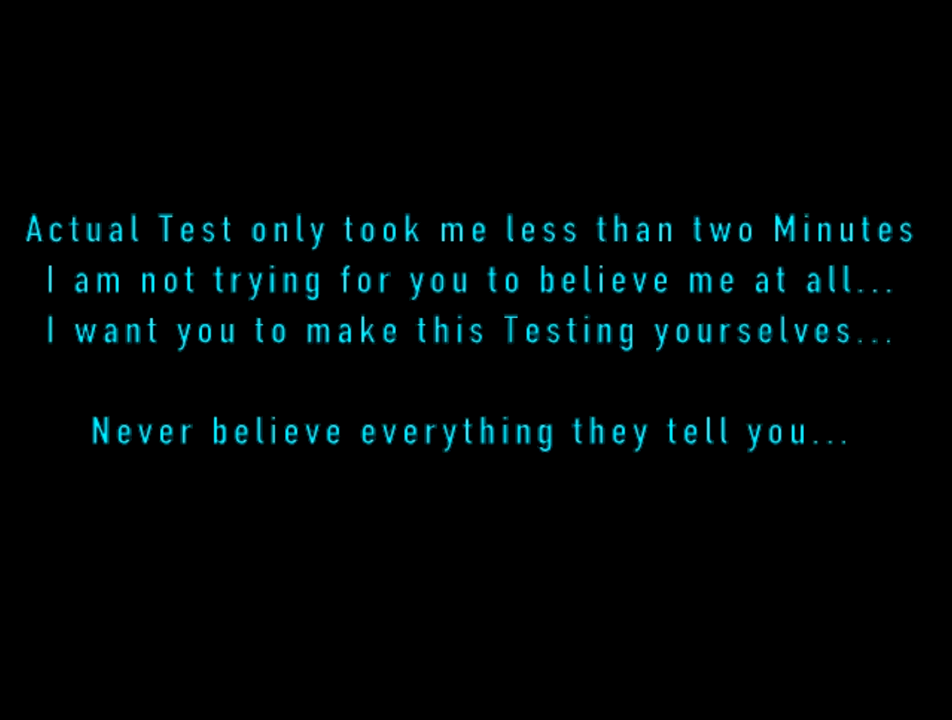 Actual Test only took me less than two Minutes
I am not trying for you to believe me at all...
I want you to make this Testing yourselves...
Never believe everything they tell you...